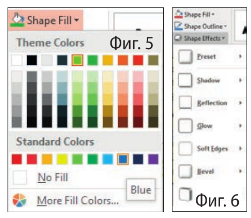 Shape Fill
Theme Colors
Фиг. 5
Standard Colors
No Fill
More Fill Colors...
Blue
Shape Fill
Shape Outline
Shape Effects
Preset
Shadow
Reflection
Glow
Soft Edges
Bevel
Фиг. 6